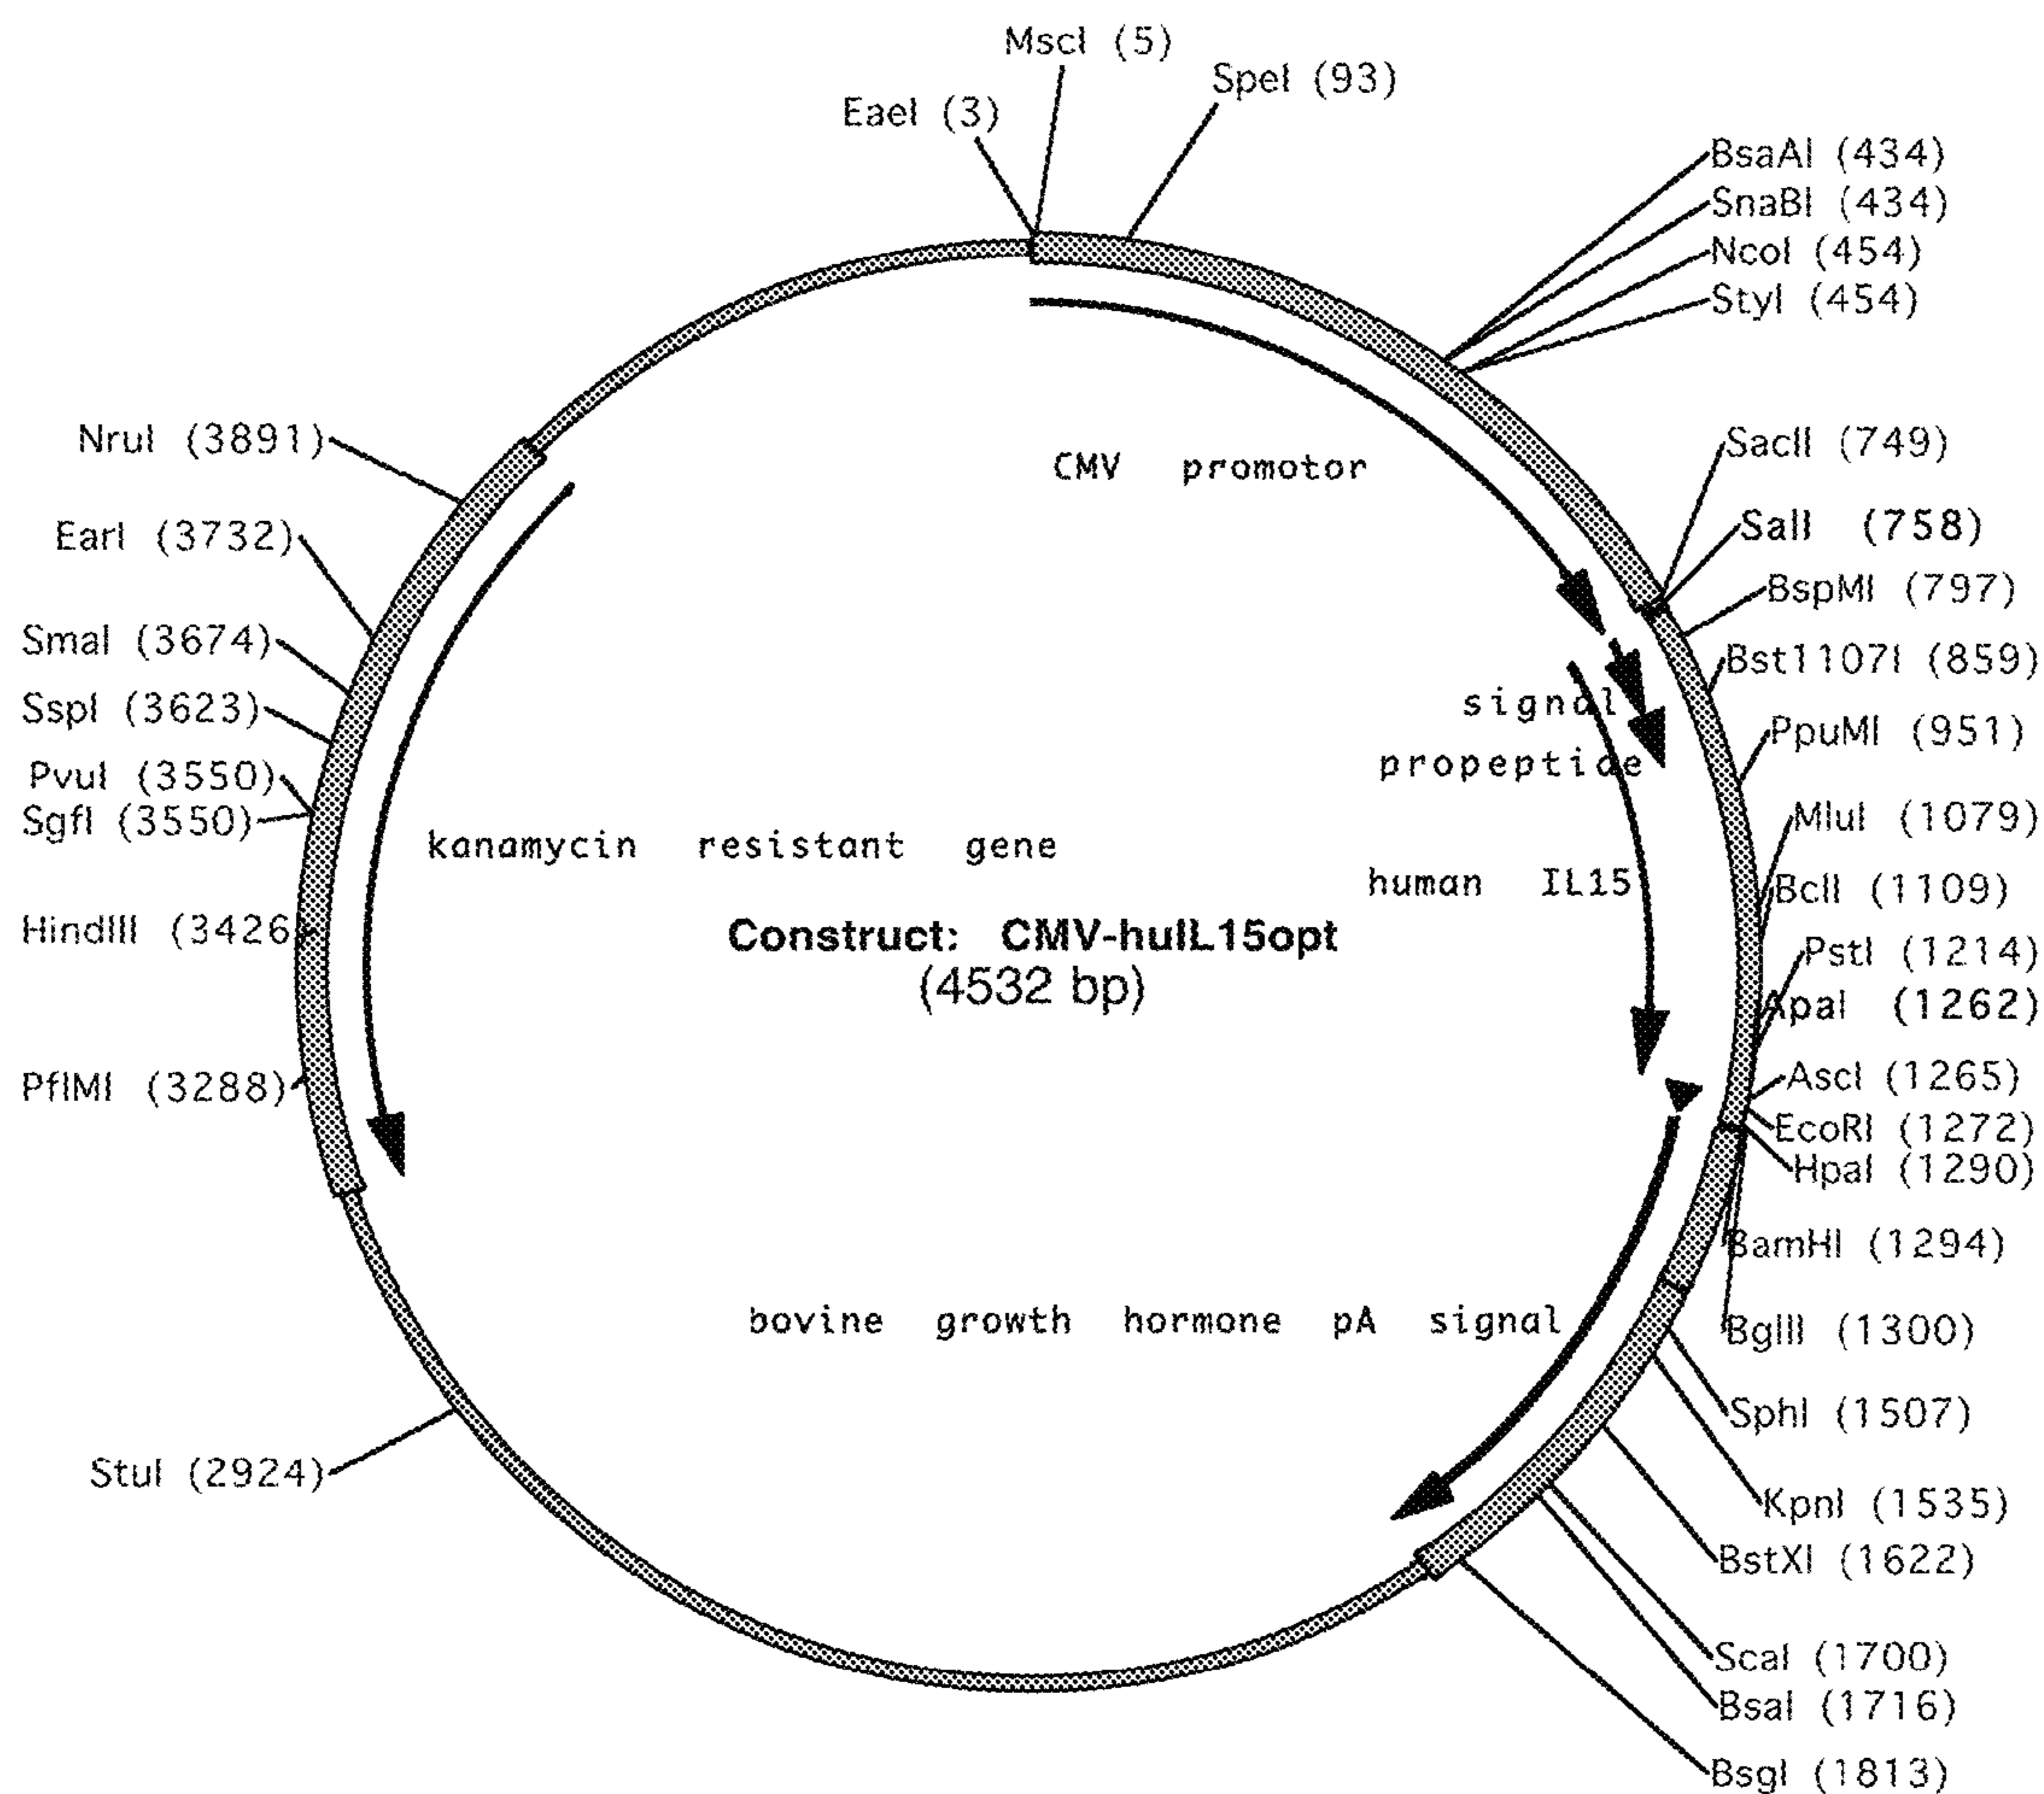 MscI (5)
SpeI (93)
EaeI (3)
BsaAI (434)
SnaBI (434)
NcoI (454)
StyI (454)
NruI (3891)
SacII (749)
CMV promotor
SalI (758)
EarI (3732)
BspMI (797)
SmaI (3674)
Bst1107I (859)
SspI (3623)
signal
PpuMI (951)
propeptide
PvuI (3550)
SgfI (3550)
MluI (1079)
kanamycin resistant gene
human IL15
BclI (1109)
HindIII (3426
Construct: CMV-huIL15opt
(4532 bp)
PstI (1214)
ApaI (1262)
AscI (1265)
PflMI (3288)
EcoRI (1272)
HpaI (1290)
BamHI (1294)
bovine growth hormone pA signal
BglII (1300)
SphI (1507)
StuI (2924)
KpnI (1535)
BstXI (1622)
ScaI (1700)
BsaI (1716)
BsgI (1813)